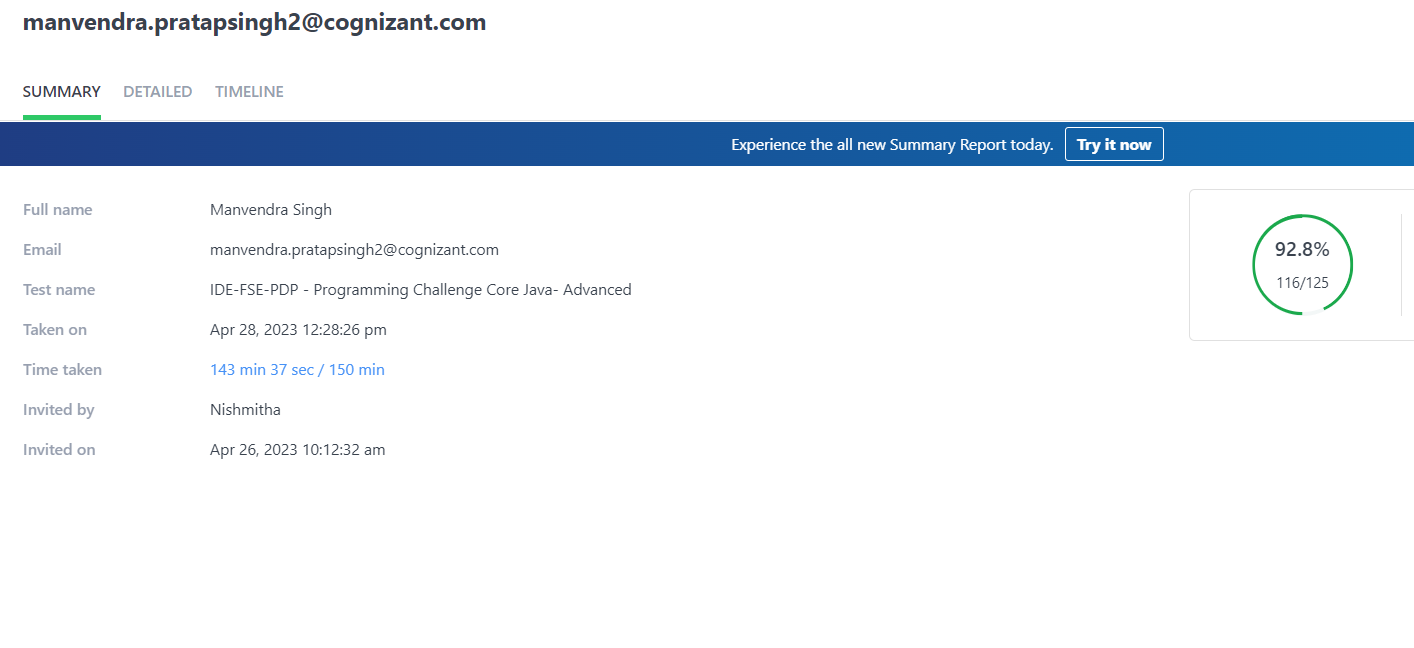 manvendra.pratapsingh2@cognizant.com
SUMMARY DETAILED TIMELINE
Experience the all new Summary Report today. Try it now
Full name Manvendra Singh
Email manvendra.pratapsingh2@cognizant.com
Test name IDE-FSE-PDP - Programming Challenge Core Java- Advanced
Taken on Apr 28, 2023 12:28:26 pm
Time taken 143 min 37 sec / 150 min
Invited by Nishmitha
Invited on Apr 26, 2023 10:12:32 am
92.8%
116/125